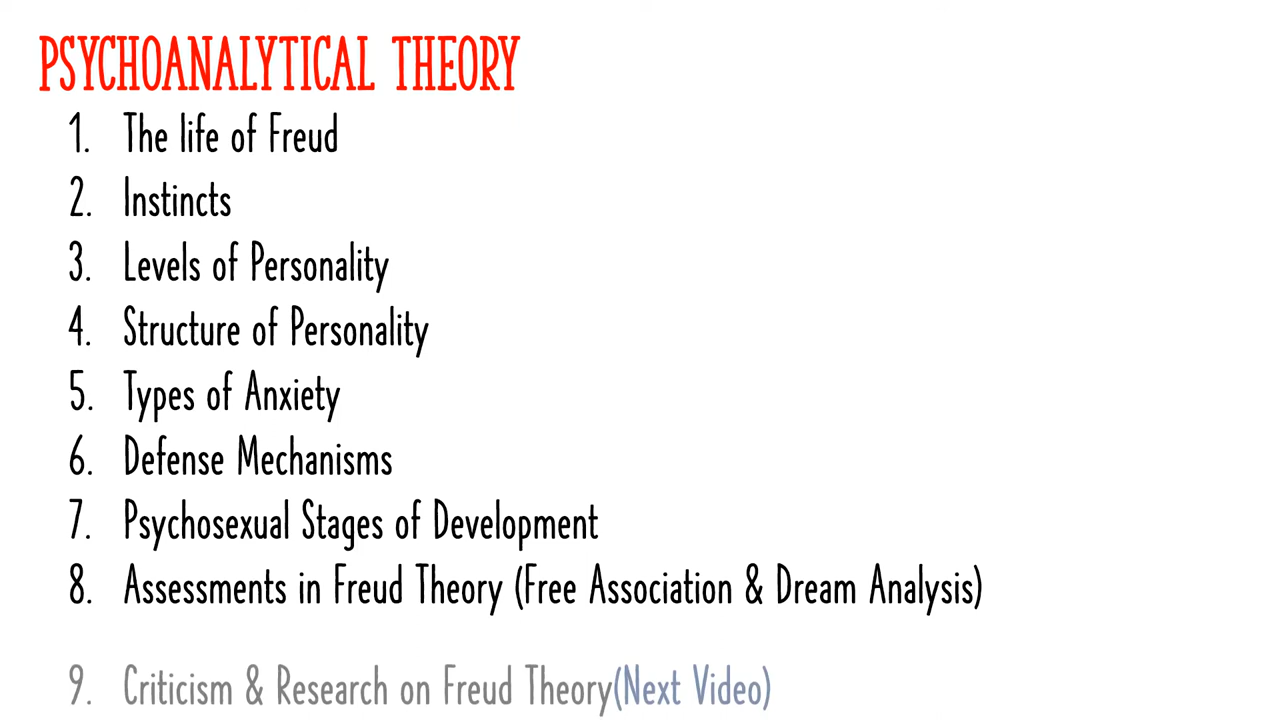 PSYCHOANALYTICAL THEORY
1. The life of Freud
2. Instincts
3. Levels of Personality
4. Structure of Personality
5. Types of Anxiety
6. Defense Mechanisms
7. Psychosexual Stages of Development
8. Assessments in Freud Theory (Free Association & Dream Analysis)
9. Criticism & Research on Freud Theory(Next Video)